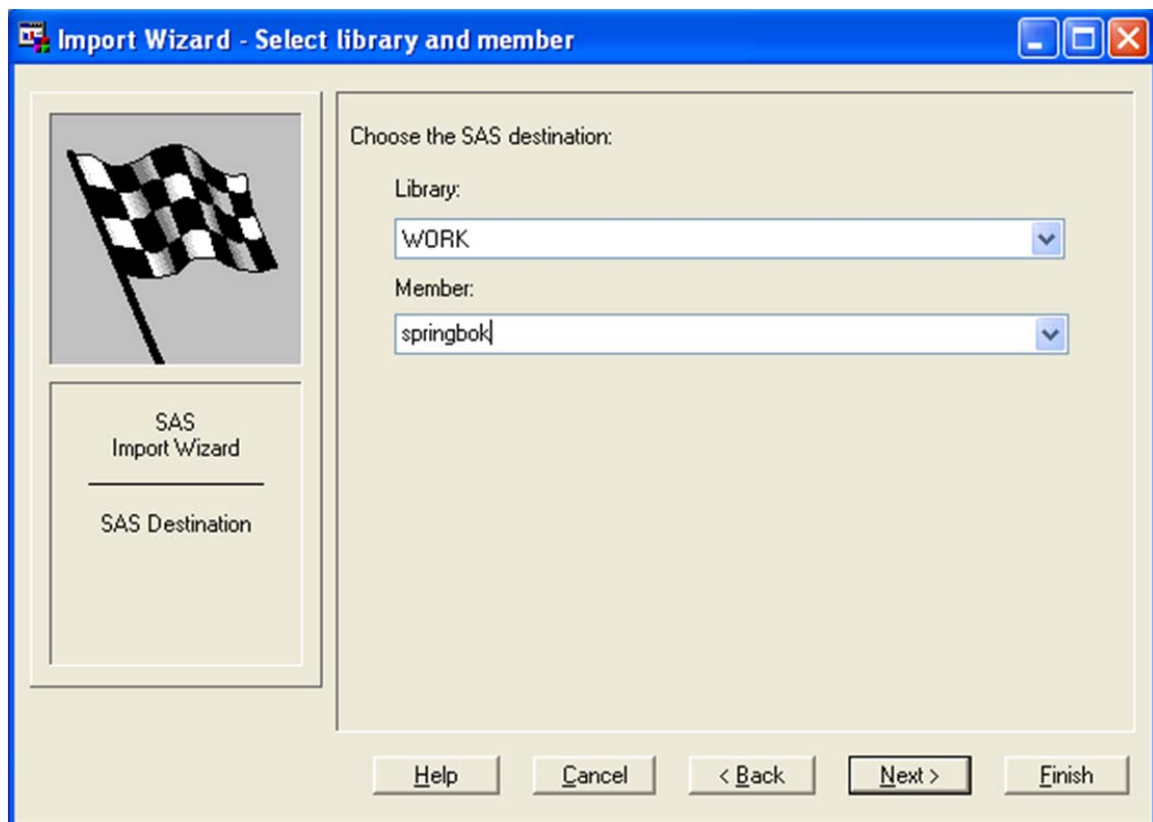 Import Wizard - Select library and member
Choose the SAS destination:
Library:
WORK
Member:
springbok
SAS
Import Wizard
SAS Destination
Help
Cancel
< Back
Next >
Finish